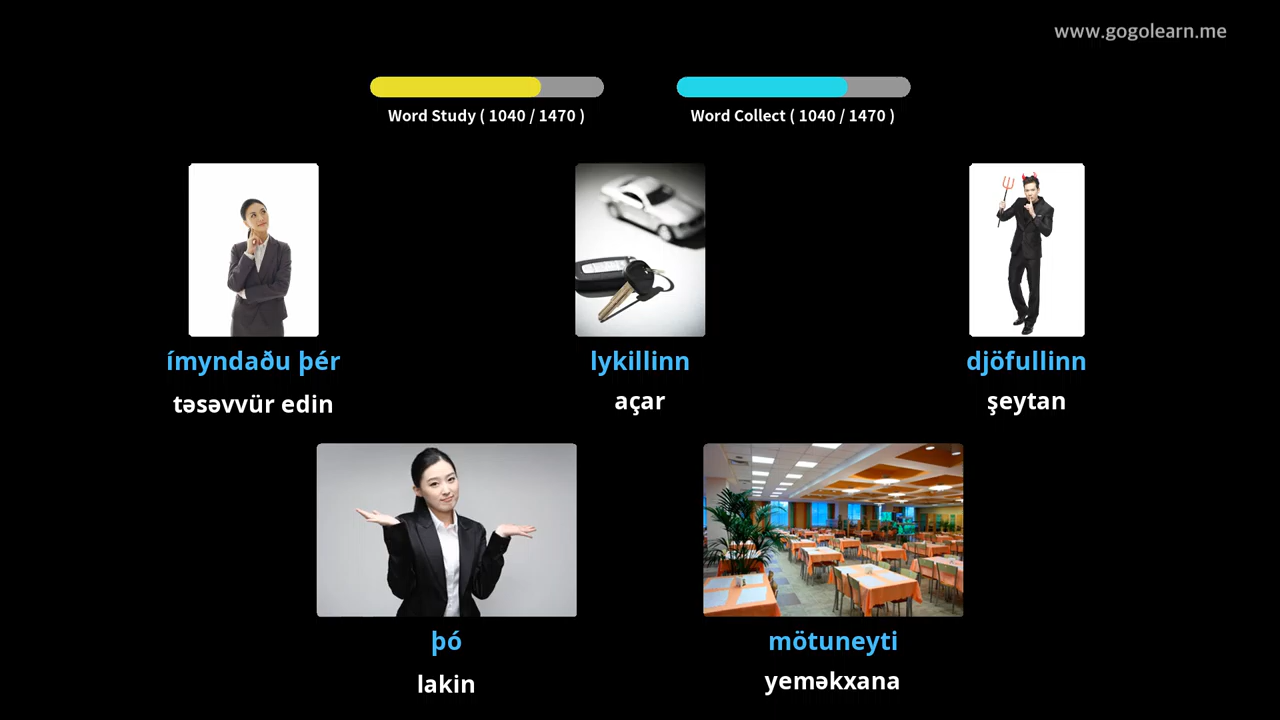 www.gogolearn.me
Word Study ( 1040 / 1470 )
Word Collect ( 1040 / 1470 )
ímyndaðu þér
təsəvvür edin
lykillinn
açar
djöfullinn
şeytan
þó
lakin
mötuneyti
yeməkxana